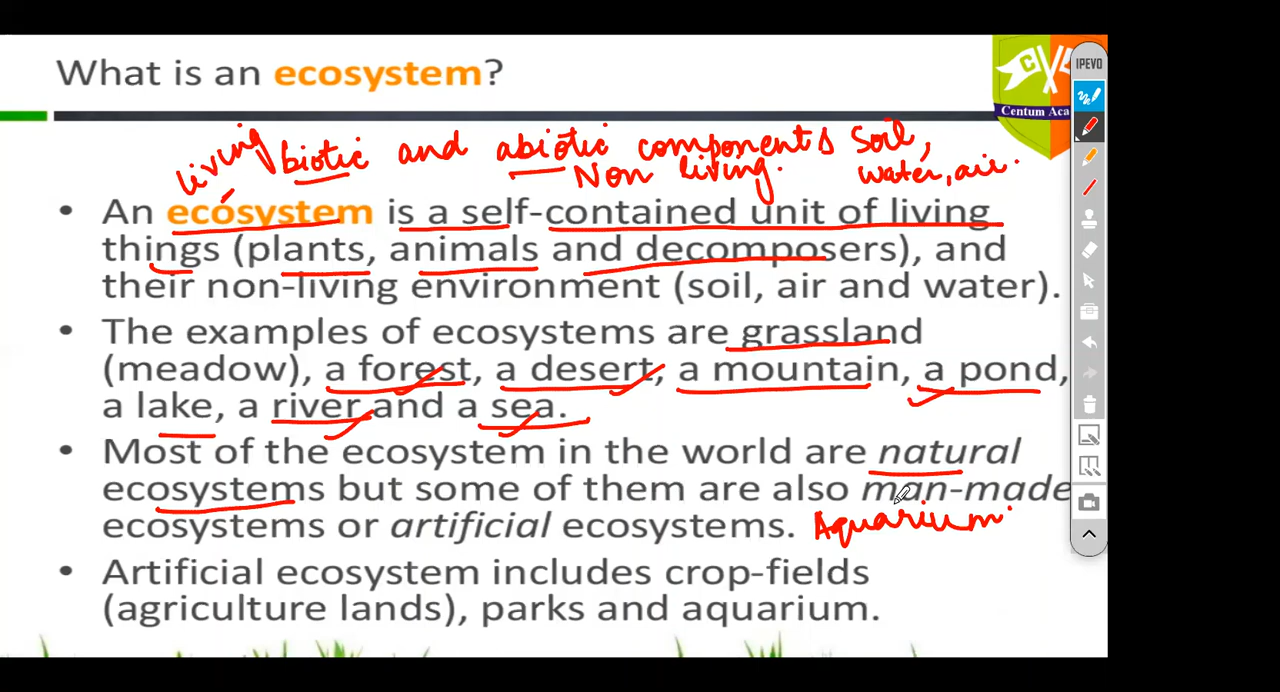 What is an ecosystem?
IPEVO
Centum Aca
living biotic and abiotic components soil,
Non living. water, air.
• An ecosystem is a self-contained unit of living
things (plants, animals and decomposers), and
their non-living environment (soil, air and water).
• The examples of ecosystems are grassland
(meadow), a forest, a desert, a mountain, a pond,
a lake, a river and a sea.
• Most of the ecosystem in the world are natural
ecosystems but some of them are also man-made
ecosystems or artificial ecosystems. Aquarium.
• Artificial ecosystem includes crop-fields
(agriculture lands), parks and aquarium.